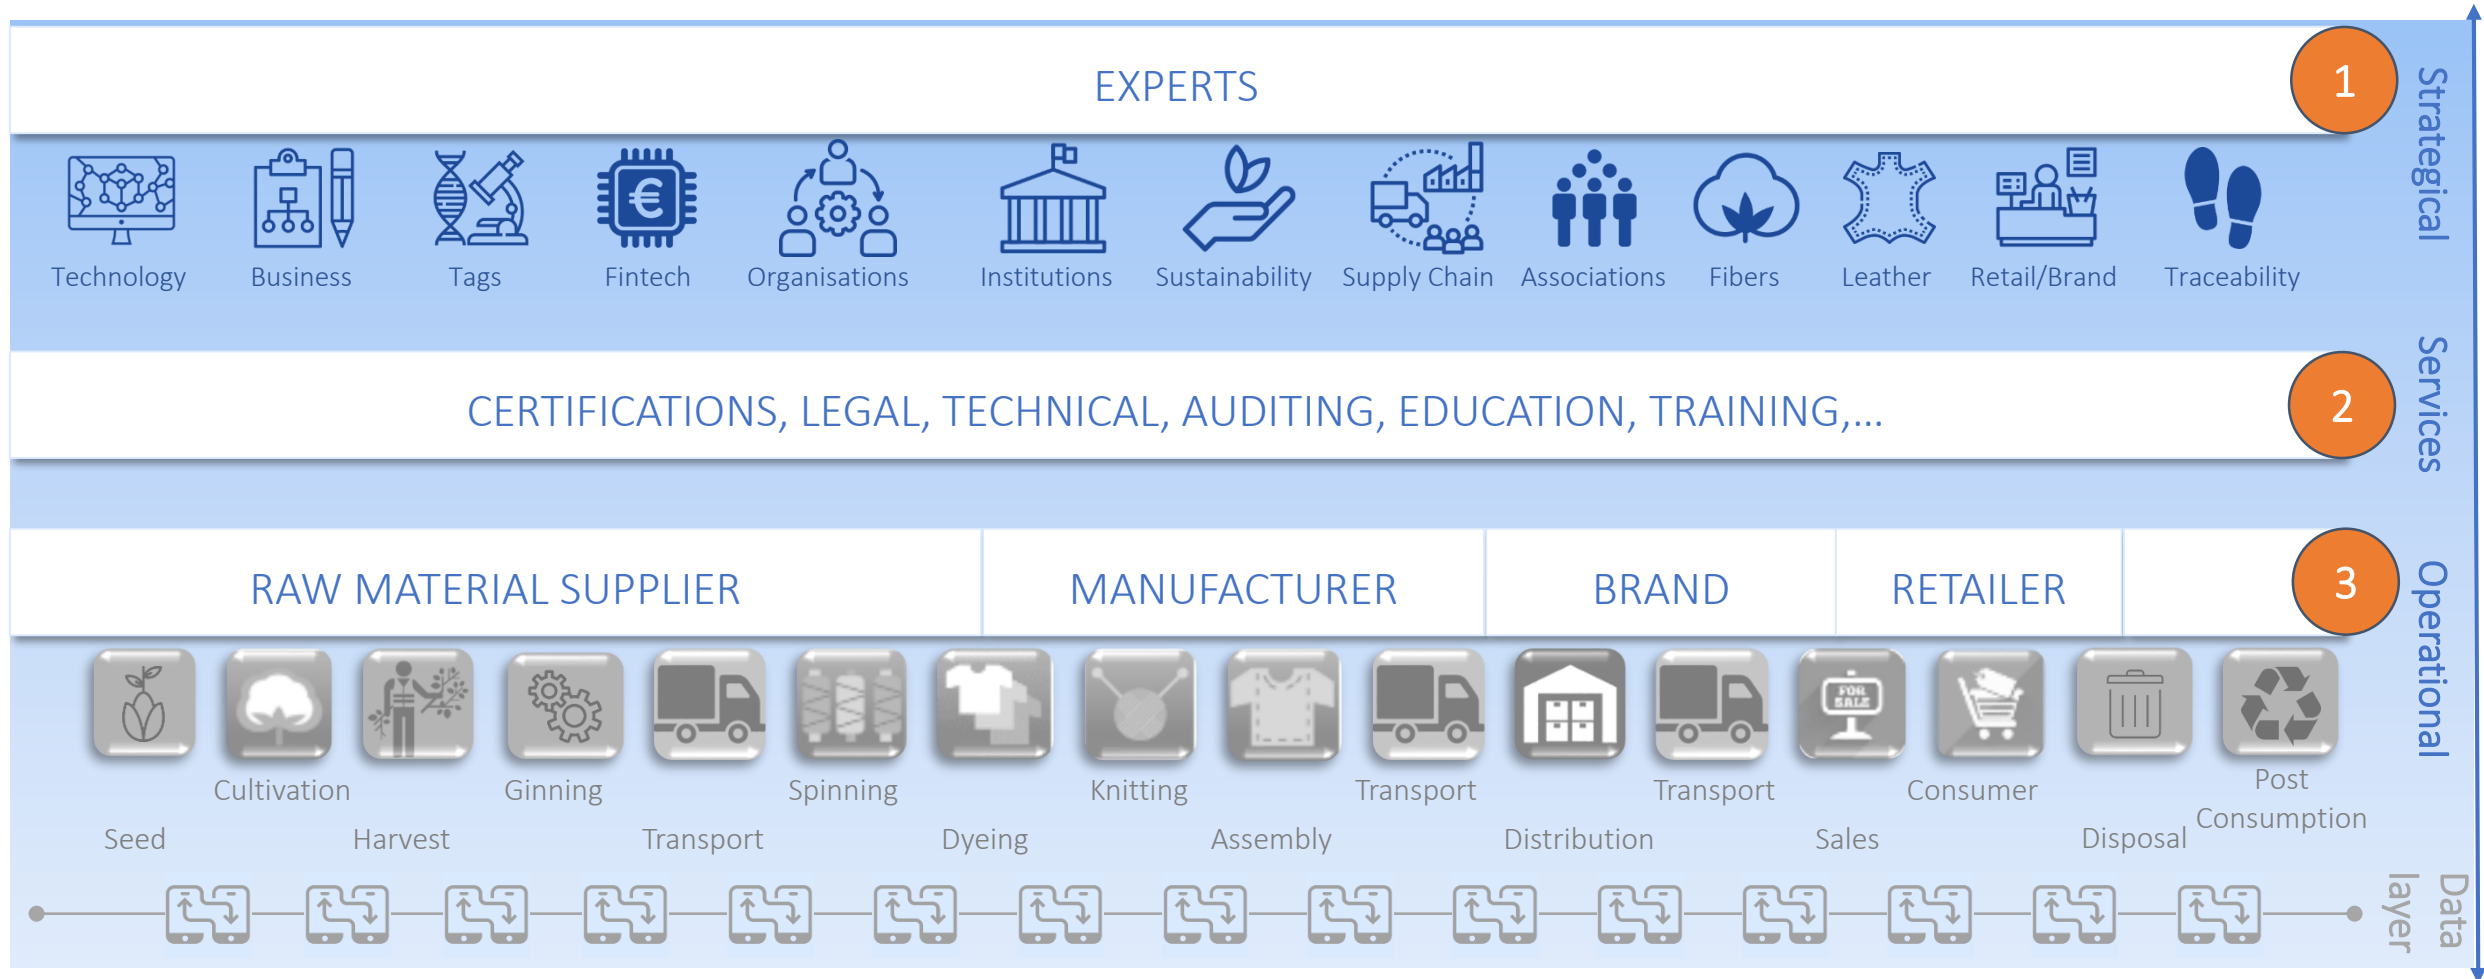 EXPERTS
1
Strategical
Technology
Business
Tags
Fintech
Organisations
Institutions
Sustainability
Supply Chain
Associations
Fibers
Leather
Retail/Brand
Traceability
€
CERTIFICATIONS, LEGAL, TECHNICAL, AUDITING, EDUCATION, TRAINING,...
2
Services
RAW MATERIAL SUPPLIER
MANUFACTURER
BRAND
RETAILER
3
Operational
FOR
SALE
Seed
Cultivation
Harvest
Ginning
Transport
Spinning
Dyeing
Knitting
Assembly
Transport
Distribution
Transport
Sales
Consumer
Disposal
Post
Consumption
Data
layer